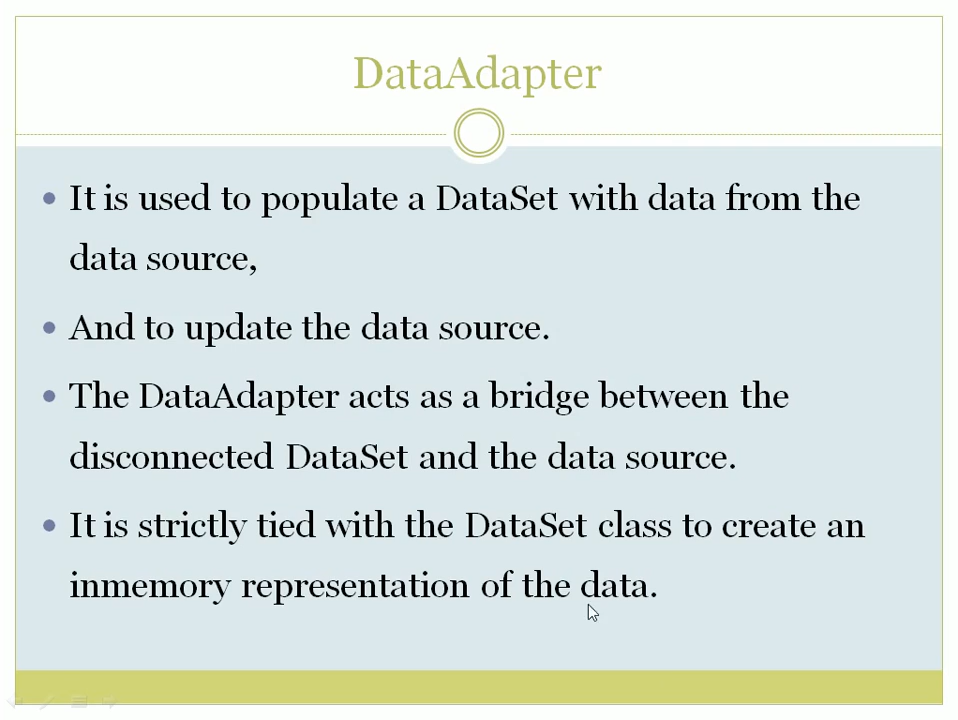 DataAdapter
• It is used to populate a DataSet with data from the
data source,
• And to update the data source.
• The DataAdapter acts as a bridge between the
disconnected DataSet and the data source.
• It is strictly tied with the DataSet class to create an
inmemory representation of the data.